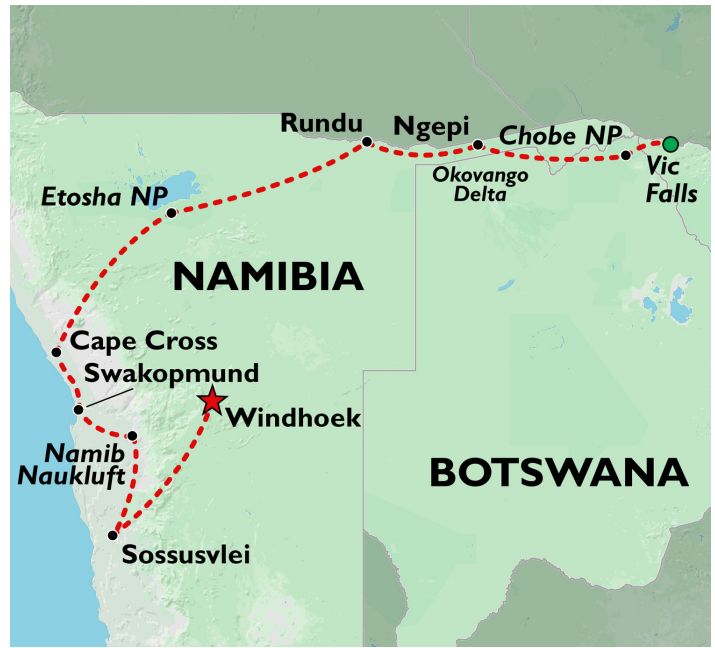 Rundu
Ngepi
Chobe NP
Vic
Falls
Okovango
Delta
Etosha NP
NAMIBIA
Cape Cross
Swakopmund
Windhoek
Namib
Naukluft
BOTSWANA
Sossusvlei